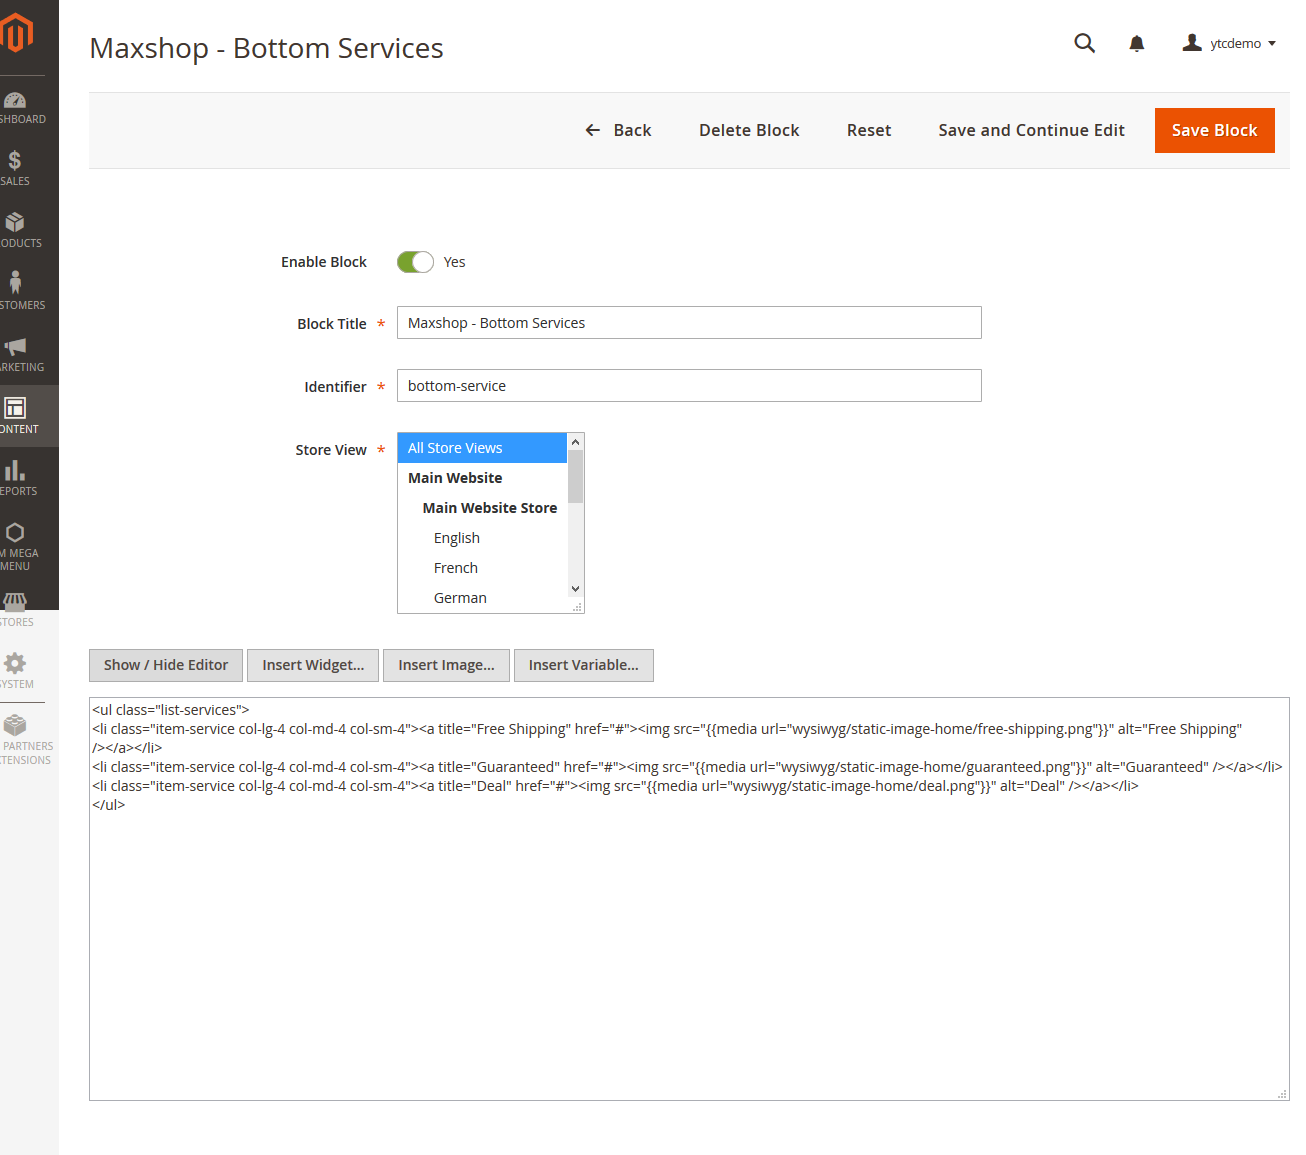 Maxshop - Bottom Services
ytcdemo
Back
Delete Block
Reset
Save and Continue Edit
Save Block
SHBOARD
SALES
ODUCTS
STOMERS
ARKETING
ONTENT
EPORTS
M MEGA
MENU
STORES
YSTEM
PARTNERS
TENSIONS
Enable Block
Yes
Block Title *
Maxshop - Bottom Services
Identifier *
bottom-service
Store View *
All Store Views
Main Website
Main Website Store
English
French
German
Show / Hide Editor
Insert Widget...
Insert Image...
Insert Variable...
<ul class="list-services">
<li class="item-service col-lg-4 col-md-4 col-sm-4"><a title="Free Shipping" href="#"><img src="{{media url="wysiwyg/static-image-home/free-shipping.png"}}" alt="Free Shipping"
/></a></li>
<li class="item-service col-lg-4 col-md-4 col-sm-4"><a title="Guaranteed" href="#"><img src="{{media url="wysiwyg/static-image-home/guaranteed.png"}}" alt="Guaranteed" /></a></li>
<li class="item-service col-lg-4 col-md-4 col-sm-4"><a title="Deal" href="#"><img src="{{media url="wysiwyg/static-image-home/deal.png"}}" alt="Deal" /></a></li>
</ul>